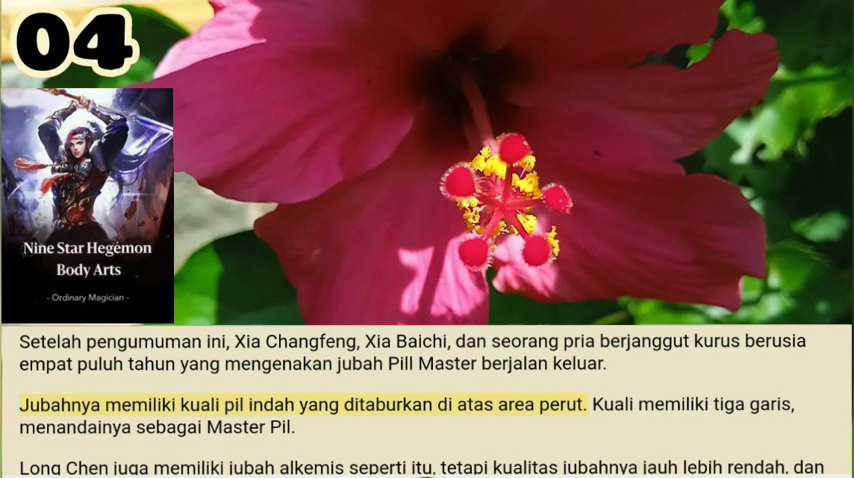 04
Nine Star Hegemon
Body Arts
- Ordinary Magician -
Setelah pengumuman ini, Xia Changfeng, Xia Baichi, dan seorang pria berjanggut kurus berusia
empat puluh tahun yang mengenakan jubah Pill Master berjalan keluar.
Jubahnya memiliki kuali pil indah yang ditaburkan di atas area perut. Kuali memiliki tiga garis,
menandainya sebagai Master Pil.
Long Chen juga memiliki jubah alkemis seperti itu, tetapi kualitas jubahnya jauh lebih rendah, dan